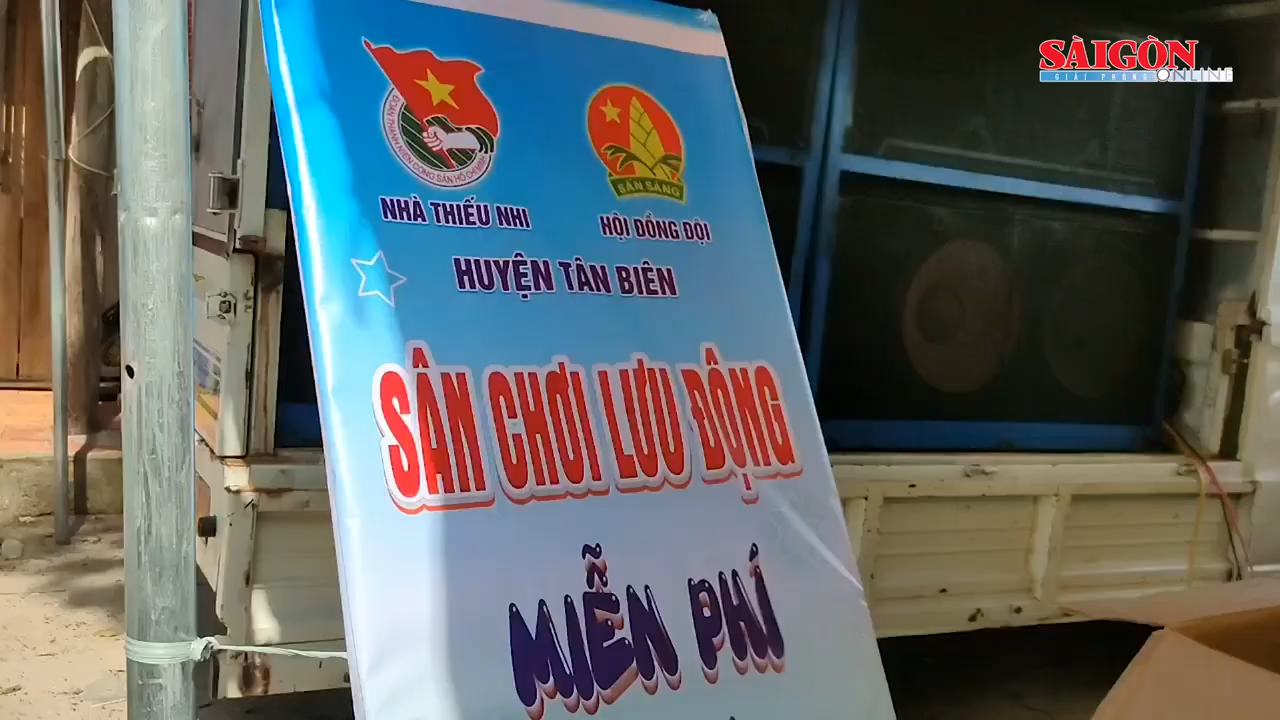 SÀIGÒN
GIẢI PHÓNG ONLINE
ĐOÀN THANH NIÊN CỘNG SẢN HỒ CHÍ MINH
SẴN SÀNG
NHÀ THIẾU NHI
HỘI ĐỒNG ĐỘI
HUYỆN TÂN BIÊN
SÂN CHƠI LƯU ĐỘNG
MIỄN PHÍ